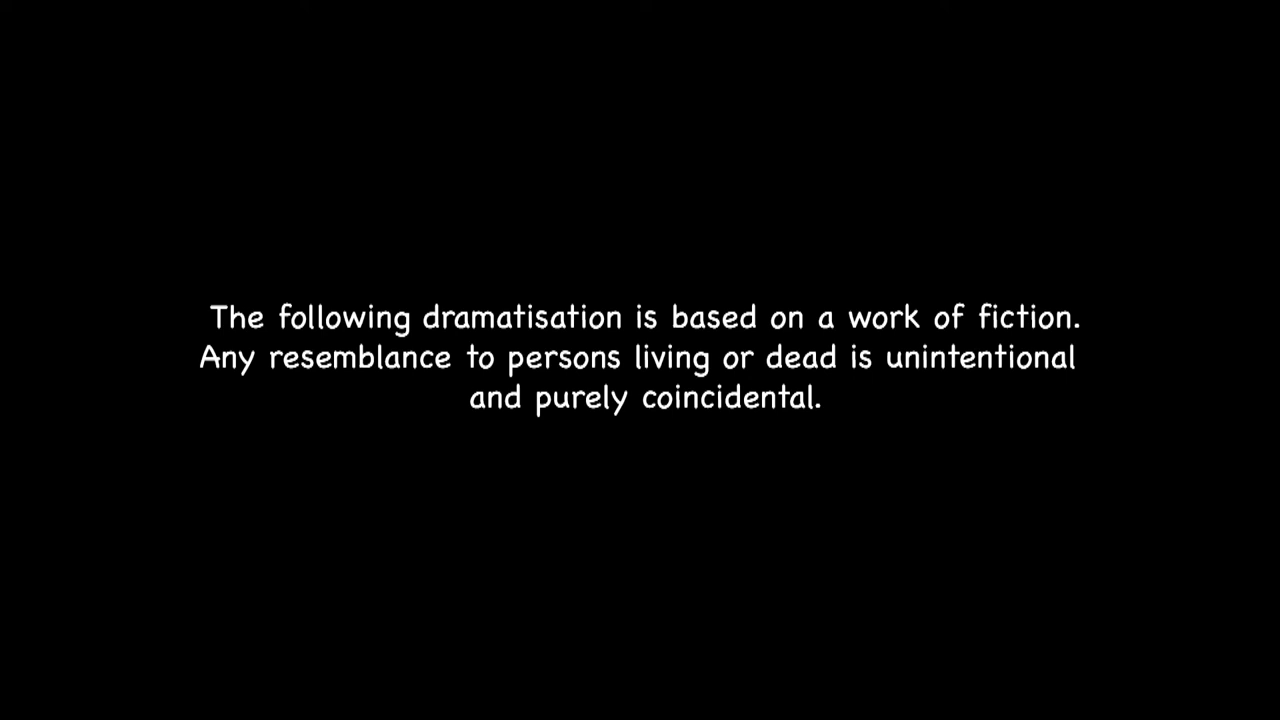 The following dramatisation is based on a work of fiction.
Any resemblance to persons living or dead is unintentional
and purely coincidental.